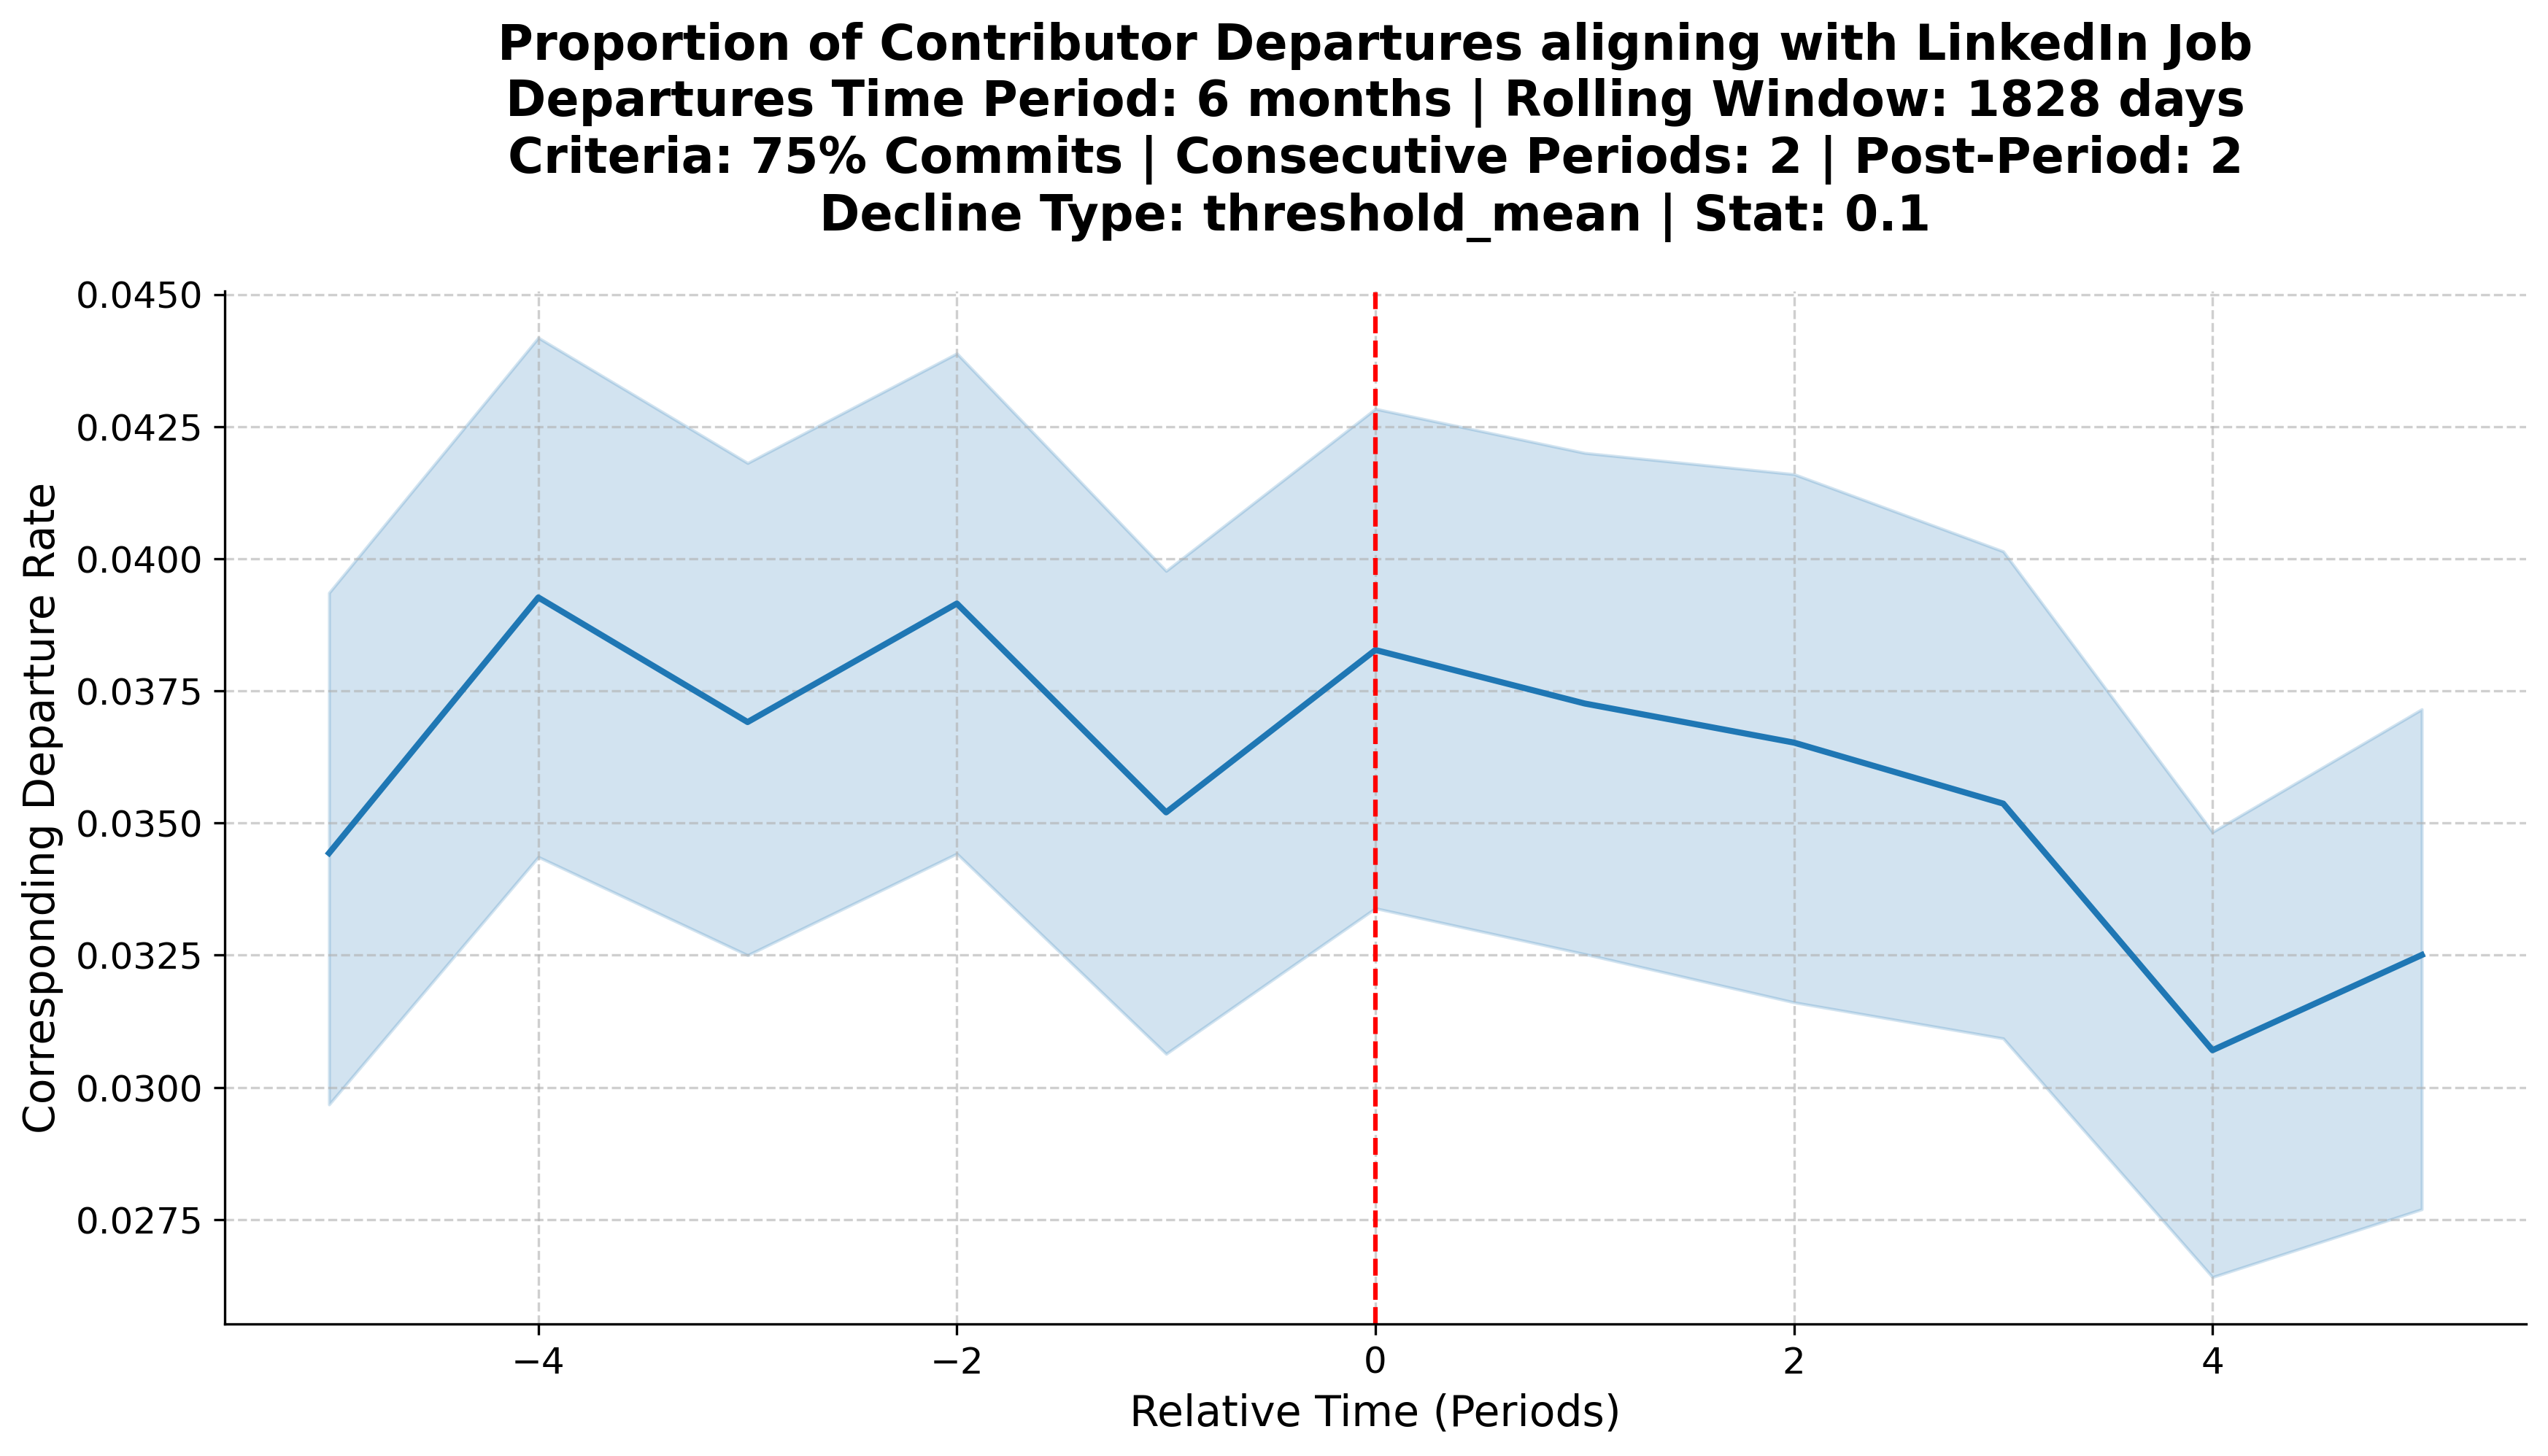 Proportion of Contributor Departures aligning with LinkedIn Job
Departures Time Period: 6 months | Rolling Window: 1828 days
Criteria: 75% Commits | Consecutive Periods: 2 | Post-Period: 2
Decline Type: threshold_mean | Stat: 0.1
Corresponding Departure Rate
0.0450
0.0425
0.0400
0.0375
0.0350
0.0325
0.0300
0.0275
−4
−2
0
2
4
Relative Time (Periods)